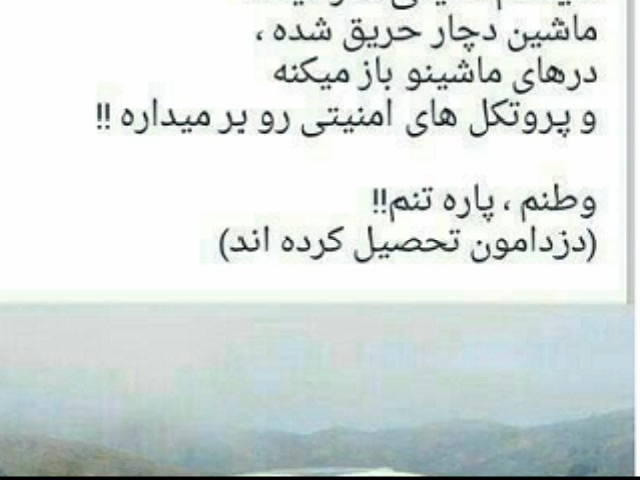 ماشین دچار حریق شده ،
درهای ماشینو باز میکنه
و پروتکل های امنیتی رو بر میداره !!
وطنم ، پاره تنم!!
(دزدامون تحصیل کرده اند)